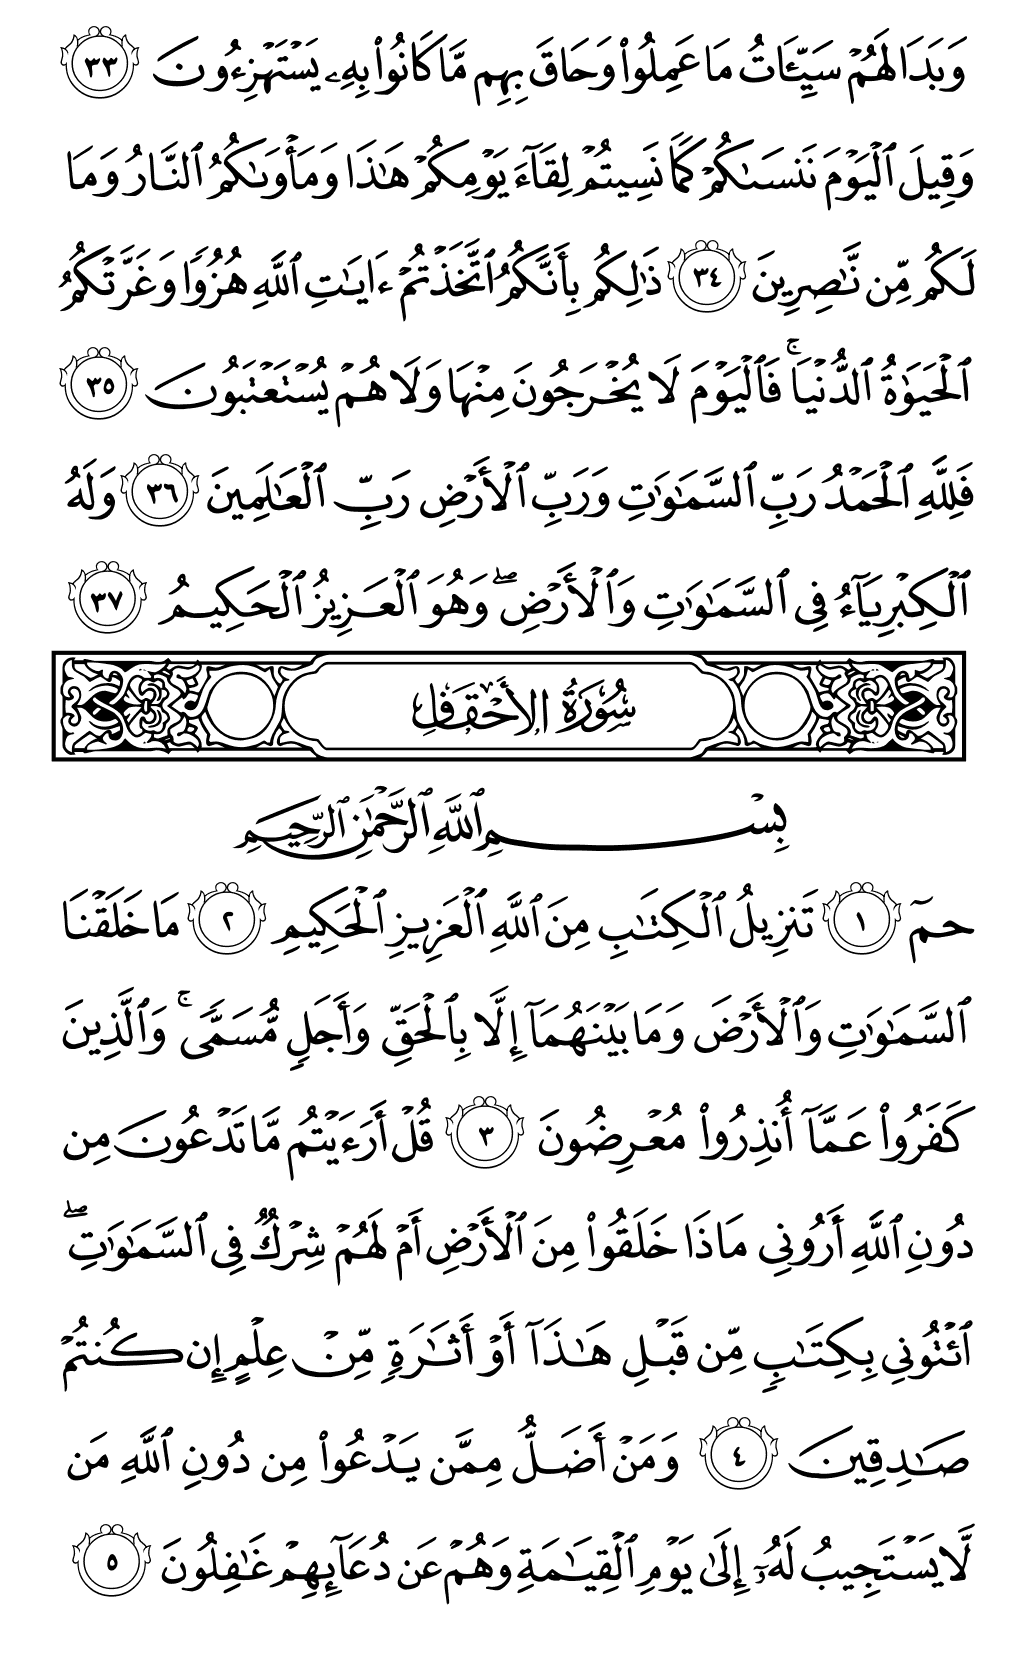 وَبَدَا لَهُمْ سَيِّـَٔاتُ مَا عَمِلُوا۟ وَحَاقَ بِهِم مَّا كَانُوا۟ بِهِۦ يَسْتَهْزِءُونَ ٣٣
وَقِيلَ ٱلْيَوْمَ نَنسَىٰكُمْ كَمَا نَسِيتُمْ لِقَآءَ يَوْمِكُمْ هَـٰذَا وَمَأْوَىٰكُمُ ٱلنَّارُ وَمَا
لَكُم مِّن نَّـٰصِرِينَ ٣٤ ذَٰلِكُم بِأَنَّكُمُ ٱتَّخَذْتُمْ ءَايَـٰتِ ٱللَّهِ هُزُوًا وَغَرَّتْكُمُ
ٱلْحَيَوٰةُ ٱلدُّنْيَا ۚ فَٱلْيَوْمَ لَا يُخْرَجُونَ مِنْهَا وَلَا هُمْ يُسْتَعْتَبُونَ ٣٥
فَلِلَّهِ ٱلْحَمْدُ رَبِّ ٱلسَّمَـٰوَٰتِ وَرَبِّ ٱلْأَرْضِ رَبِّ ٱلْعَـٰلَمِينَ ٣٦ وَلَهُ
ٱلْكِبْرِيَآءُ فِى ٱلسَّمَـٰوَٰتِ وَٱلْأَرْضِ ۖ وَهُوَ ٱلْعَزِيزُ ٱلْحَكِيمُ ٣٧
سُورَةُ الأَحْقَافِ
بِسْمِ ٱللَّهِ ٱلرَّحْمَـٰنِ ٱلرَّحِيمِ
حمٓ ١ تَنزِيلُ ٱلْكِتَـٰبِ مِنَ ٱللَّهِ ٱلْعَزِيزِ ٱلْحَكِيمِ ٢ مَا خَلَقْنَا
ٱلسَّمَـٰوَٰتِ وَٱلْأَرْضَ وَمَا بَيْنَهُمَآ إِلَّا بِٱلْحَقِّ وَأَجَلٍ مُّسَمًّى ۚ وَٱلَّذِينَ
كَفَرُوا۟ عَمَّآ أُنذِرُوا۟ مُعْرِضُونَ ٣ قُلْ أَرَءَيْتُم مَّا تَدْعُونَ مِن
دُونِ ٱللَّهِ أَرُونِى مَاذَا خَلَقُوا۟ مِنَ ٱلْأَرْضِ أَمْ لَهُمْ شِرْكٌ فِى ٱلسَّمَـٰوَٰتِ ۖ
ٱئْتُونِى بِكِتَـٰبٍ مِّن قَبْلِ هَـٰذَآ أَوْ أَثَـٰرَةٍ مِّنْ عِلْمٍ إِن كُنتُمْ
صَـٰدِقِينَ ٤ وَمَنْ أَضَلُّ مِمَّن يَدْعُوا۟ مِن دُونِ ٱللَّهِ مَن
لَّا يَسْتَجِيبُ لَهُۥٓ إِلَىٰ يَوْمِ ٱلْقِيَـٰمَةِ وَهُمْ عَن دُعَآئِهِمْ غَـٰفِلُونَ ٥